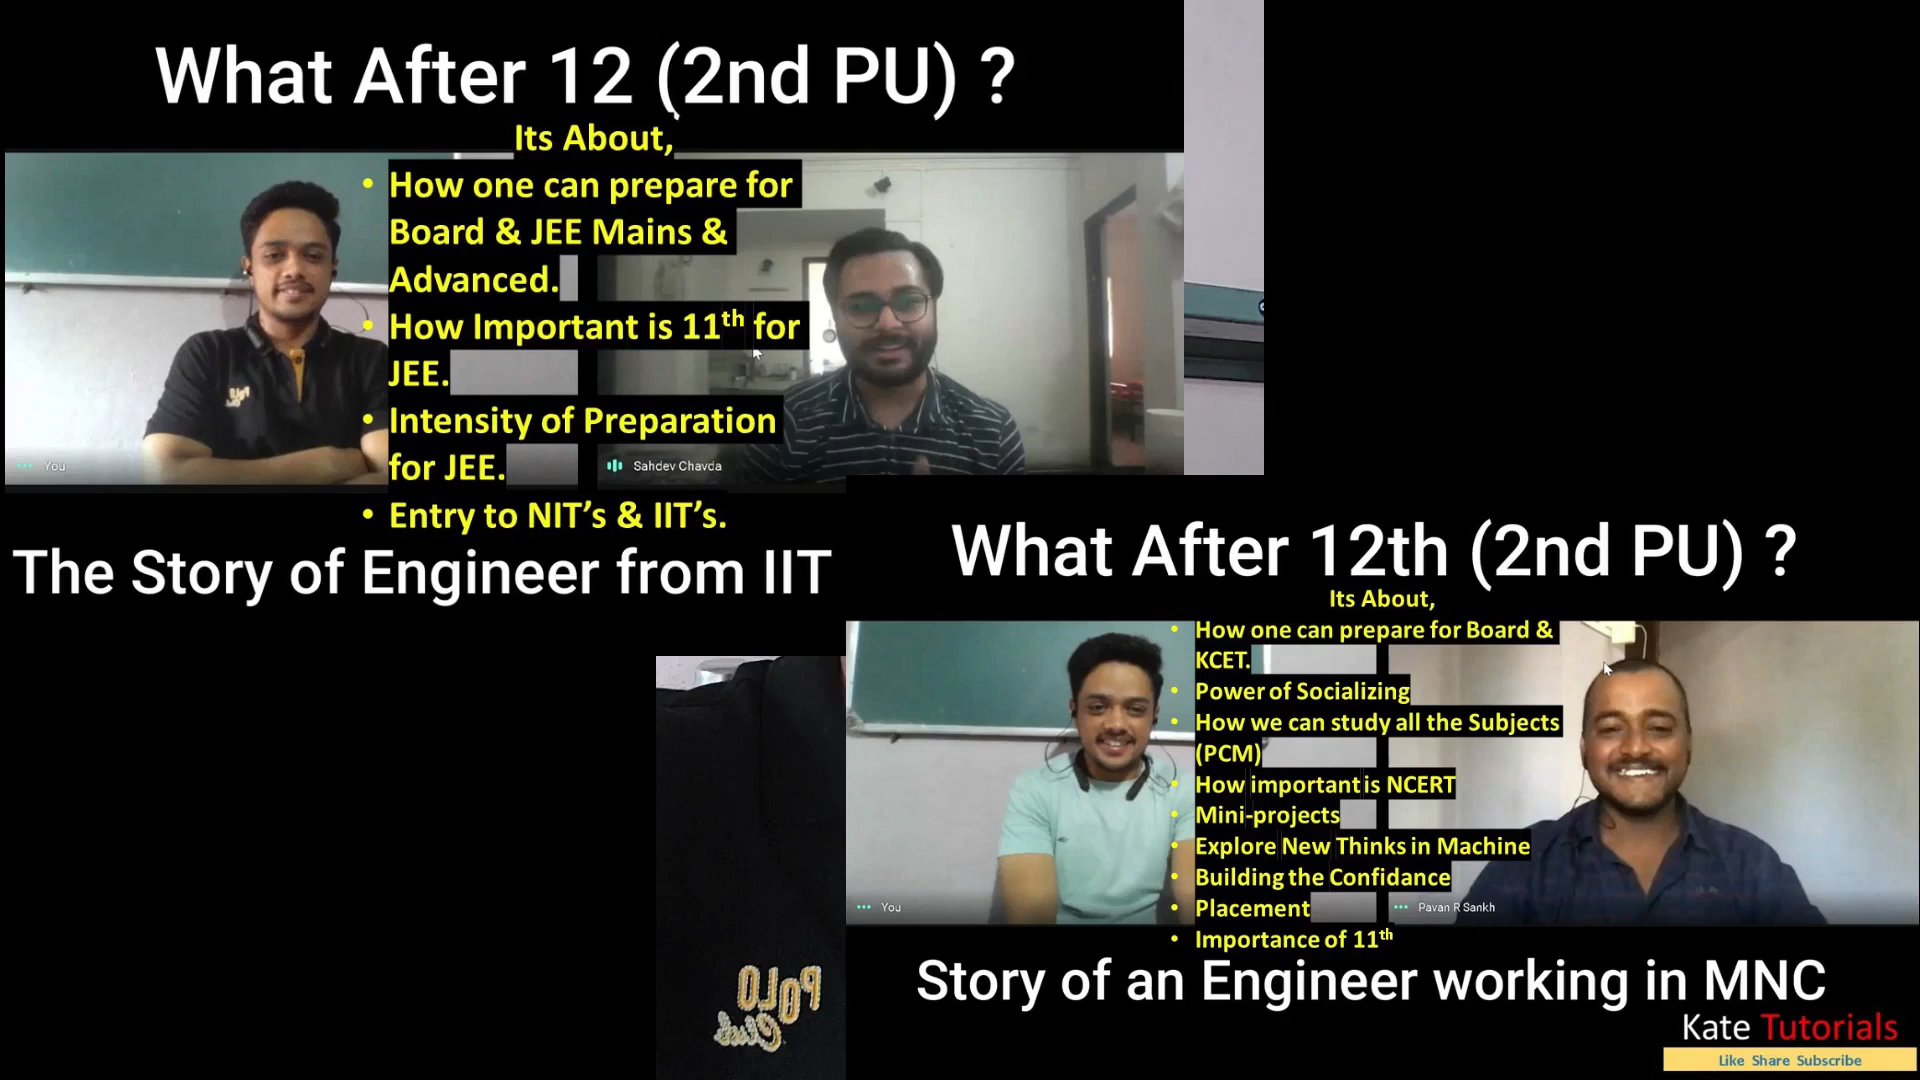 What After 12 (2nd PU) ?
Its About,
• How one can prepare for
Board & JEE Mains &
Advanced.
• How Important is 11th for
JEE.
• Intensity of Preparation
for JEE.
• Entry to NIT's & IIT's.
POLO
You
Sahdev Chavda
The Story of Engineer from IIT
What After 12th (2nd PU) ?
Its About,
• How one can prepare for Board &
KCET.
• Power of Socializing
• How we can study all the Subjects
(PCM)
• How important is NCERT
• Mini-projects
• Explore New Thinks in Machine
• Building the Confidance
• Placement
• Importance of 11th
You
Pavan R Sankh
Story of an Engineer working in MNC
POLO
Club
Kate Tutorials
Like Share Subscribe